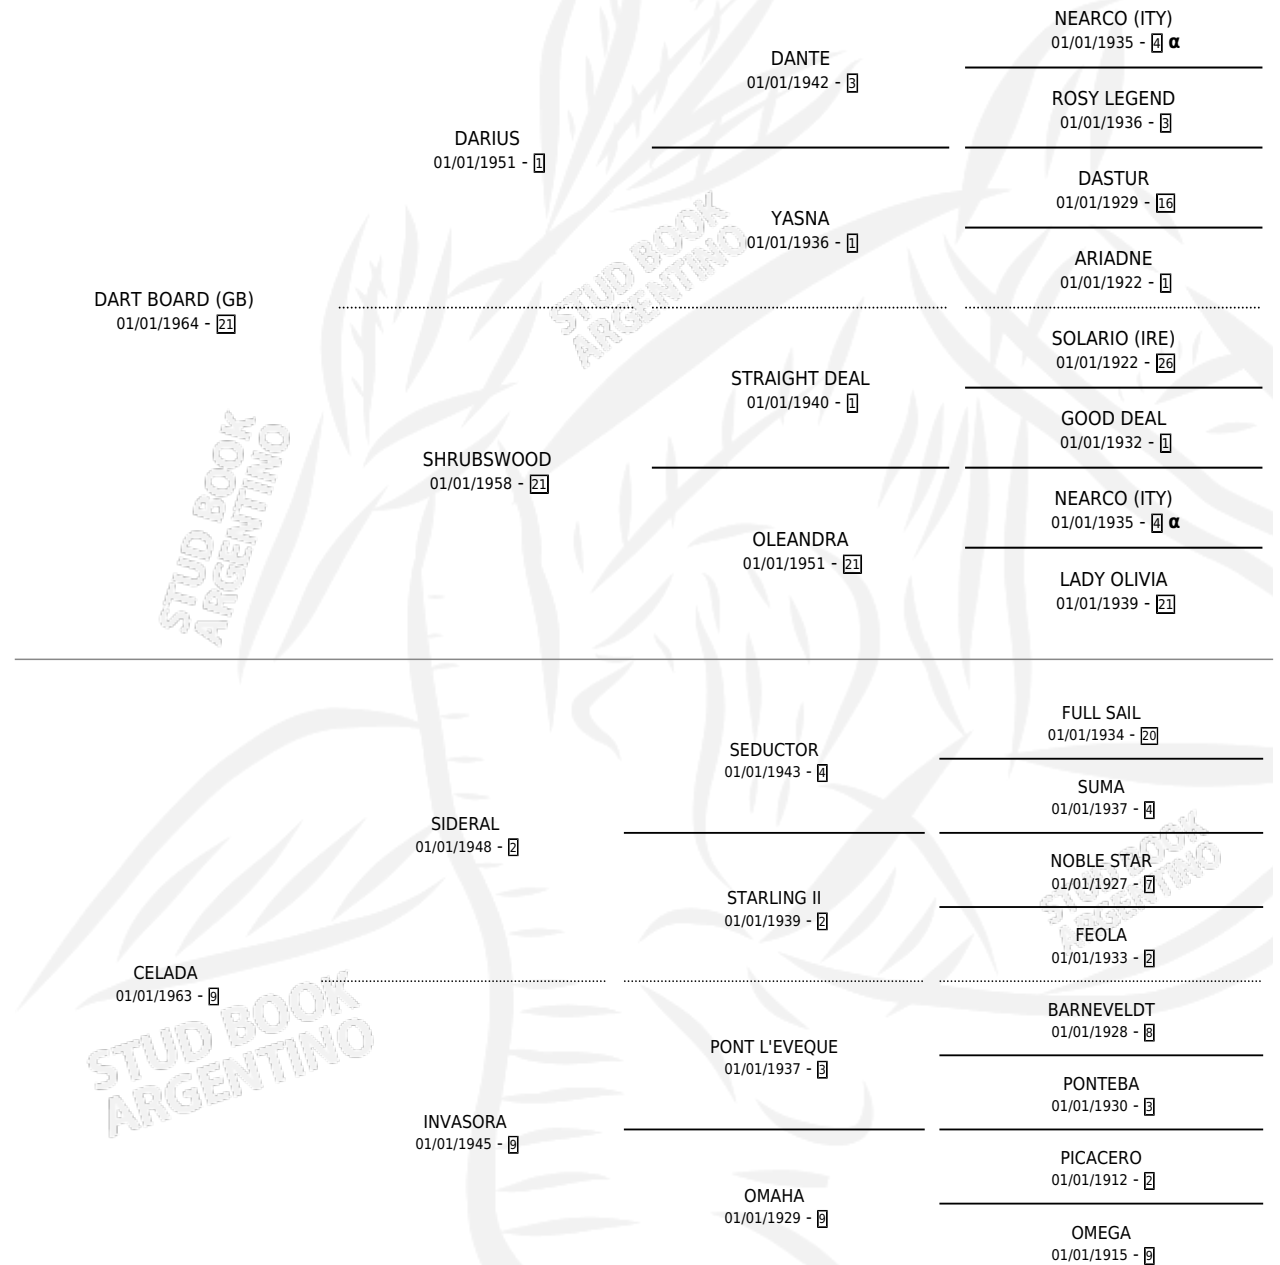 NEARCO (ITY)
01/01/1935 - 4 α
DANTE
01/01/1942 - 3
ROSY LEGEND
01/01/1936 - 3
DARIUS
01/01/1951 - 1
DASTUR
01/01/1929 - 16
YASNA
01/01/1936 - 1
ARIADNE
01/01/1922 - 1
DART BOARD (GB)
01/01/1964 - 21
SOLARIO (IRE)
01/01/1922 - 26
STRAIGHT DEAL
01/01/1940 - 1
GOOD DEAL
01/01/1932 - 1
SHRUBSWOOD
01/01/1958 - 21
NEARCO (ITY)
01/01/1935 - 4 α
OLEANDRA
01/01/1951 - 21
LADY OLIVIA
01/01/1939 - 21
FULL SAIL
01/01/1934 - 20
SEDUCTOR
01/01/1943 - 4
SUMA
01/01/1937 - 4
SIDERAL
01/01/1948 - 2
NOBLE STAR
01/01/1927 - 7
STARLING II
01/01/1939 - 2
FEOLA
01/01/1933 - 2
CELADA
01/01/1963 - 9
BARNEVELDT
01/01/1928 - 8
PONT L'EVEQUE
01/01/1937 - 3
PONTEBA
01/01/1930 - 3
INVASORA
01/01/1945 - 9
PICACERO
01/01/1912 - 2
OMAHA
01/01/1929 - 9
OMEGA
01/01/1915 - 9
STUD BOOK
ARGENTINO
STUD BOOK
ARGENTINO
STUD BOOK
ARGENTINO
STUD BOOK
ARGENTINO